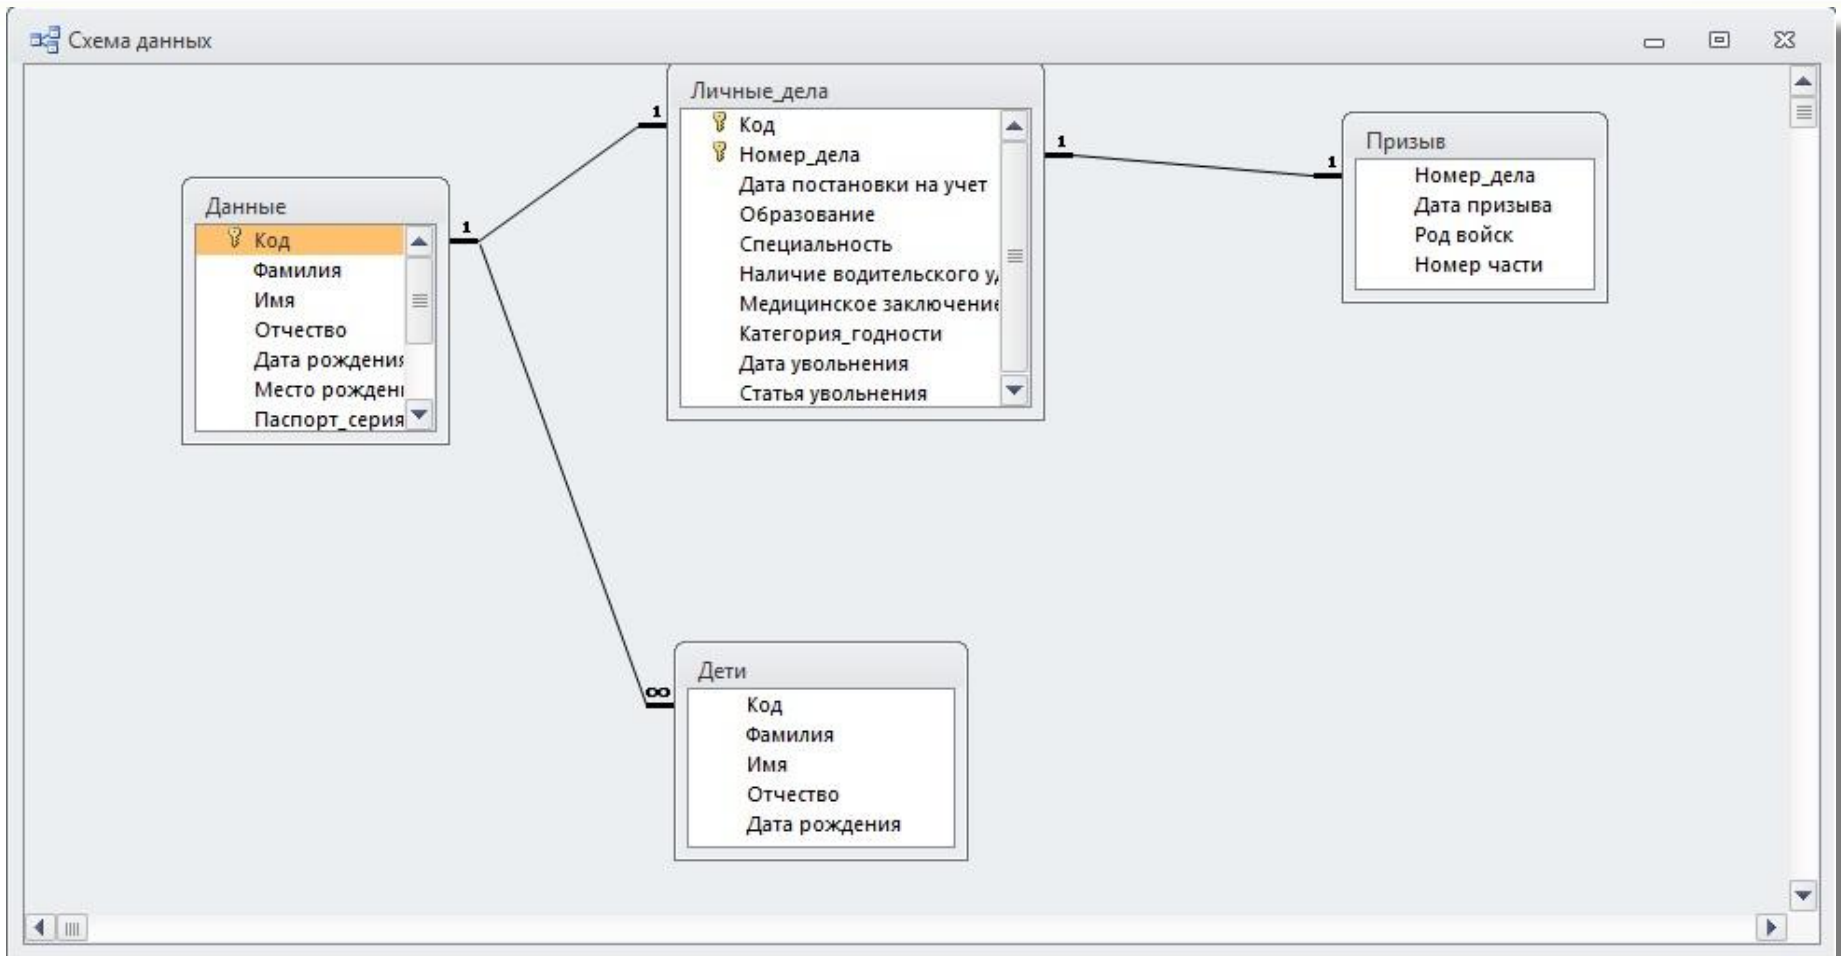 Схема данных
Данные
Код
Фамилия
Имя
Отчество
Дата рождения
Место рожден
Паспорт_серия
1
1
Личные_дела
Код
Номер_дела
Дата постановки на учет
Образование
Специальность
Наличие водительского у
Медицинское заключение
Категория_годности
Дата увольнения
Статья увольнения
1
1
Призыв
Номер_дела
Дата призыва
Род войск
Номер части
∞
Дети
Код
Фамилия
Имя
Отчество
Дата рождения